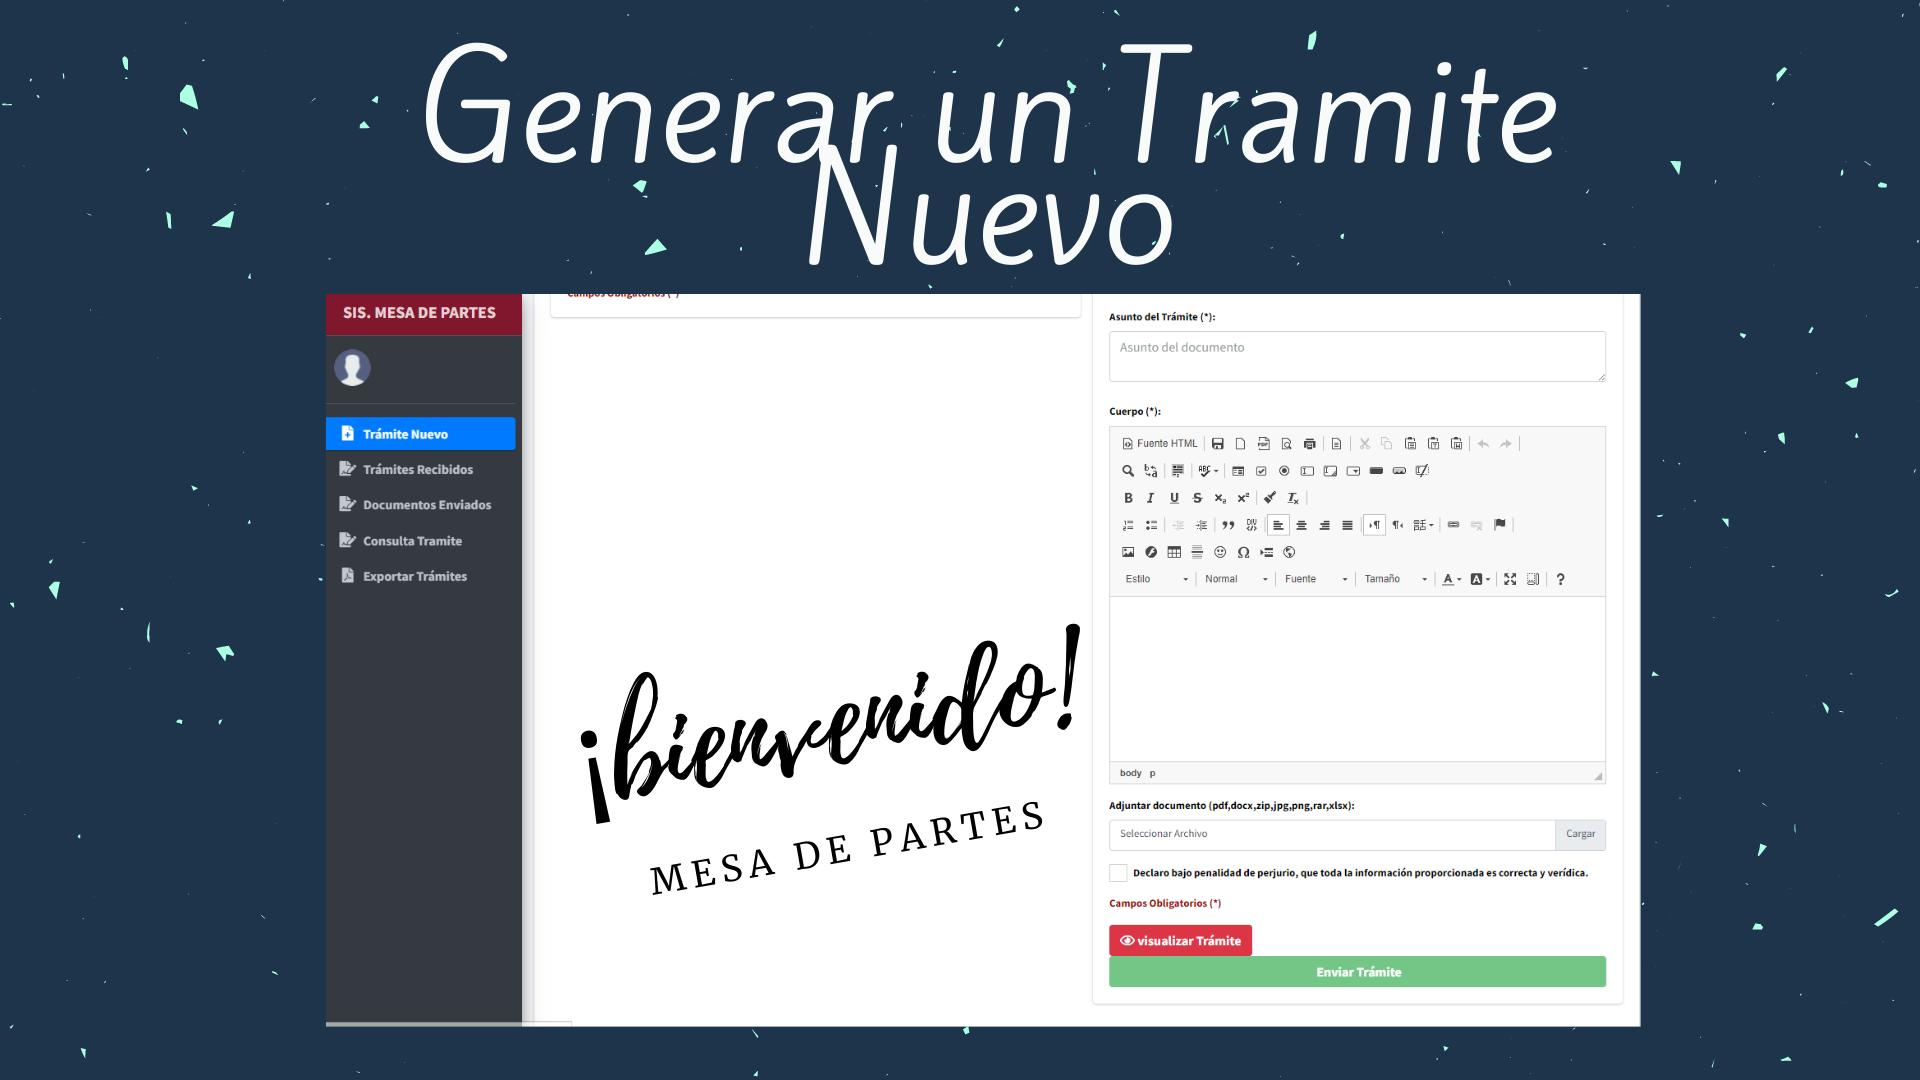 Generar un Tramite
Nuevo
SIS. MESA DE PARTES
Trámite Nuevo
Trámites Recibidos
Documentos Enviados
Consulta Tramite
Exportar Trámites
Campos Obligatorios (*)
¡bienvenido!
MESA DE PARTES
Asunto del Trámite (*):
Asunto del documento
Cuerpo (*):
Fuente HTML
Estilo Normal Fuente Tamaño
body p
Adjuntar documento (pdf,docx,zip,jpg,png,rar,xlsx):
Seleccionar Archivo Cargar
Declaro bajo penalidad de perjurio, que toda la información proporcionada es correcta y verídica.
Campos Obligatorios (*)
visualizar Trámite
Enviar Trámite